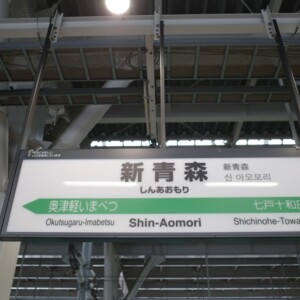 新青森
しんあおもり
新青森
신아오모리
奥津軽いまべつ
七戸十和田
Okutsugaru-Imabetsu
Shin-Aomori
Shichinohe-Towa